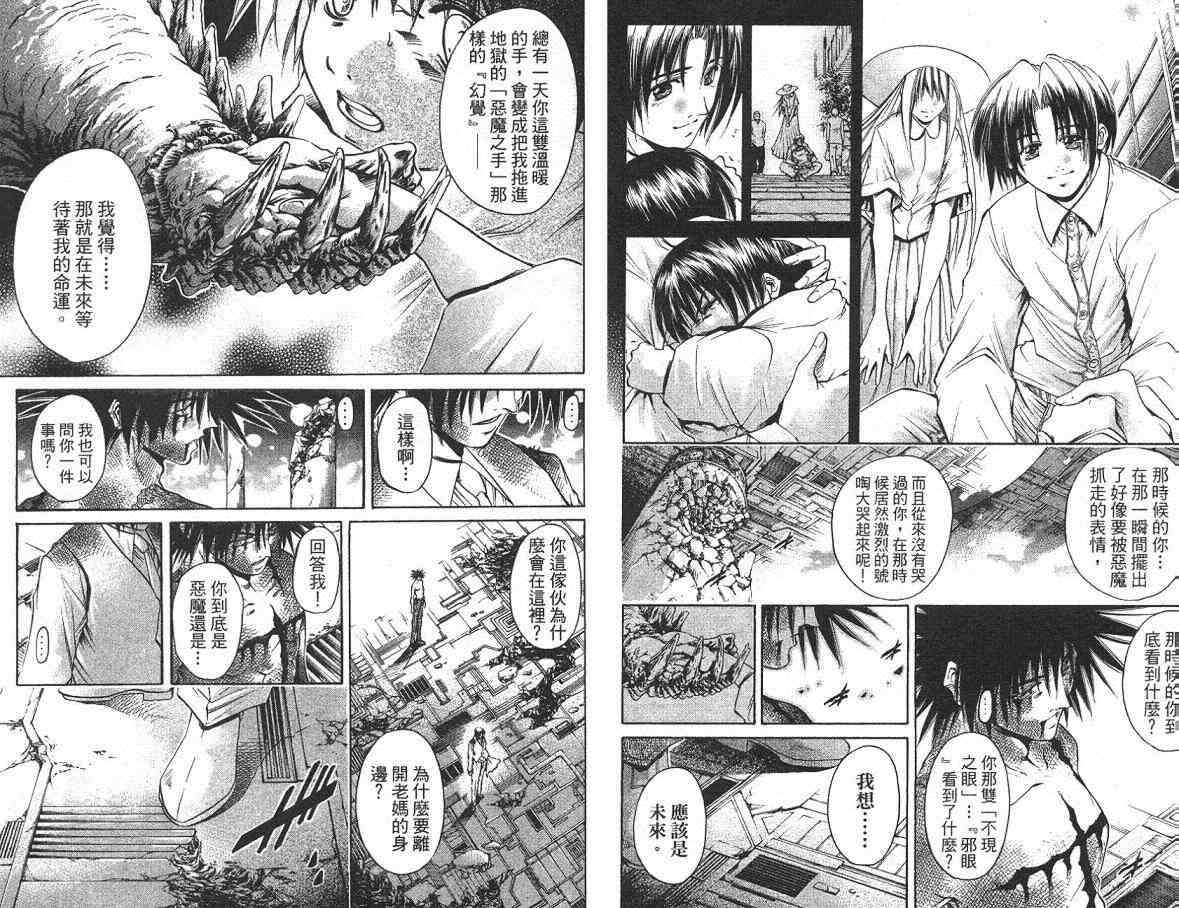 那時候的你…
在那一瞬間擺出
了好像要被惡魔
抓走的表情，
而且從來沒有哭
過的你，在那時
候居然激烈的號
啕大哭起來呢！
那時候的你到
底看到什麼？
…
你那雙「不現
之眼」…『邪眼
』看到了什麼？
我想……
應該是
未來。
總有一天你這雙溫暖
的手，會變成把我拖進
地獄的「惡魔之手」那
樣的『幻覺』
——
我覺得……
那就是在未來等
待著我的命運。
…
這樣啊…
…
我也可以
問你一件
事嗎？
你這傢伙為什
麼會在這裡？
為什麼要離
開老媽的身
邊？
回答我！
你到底是
惡魔還是…
…